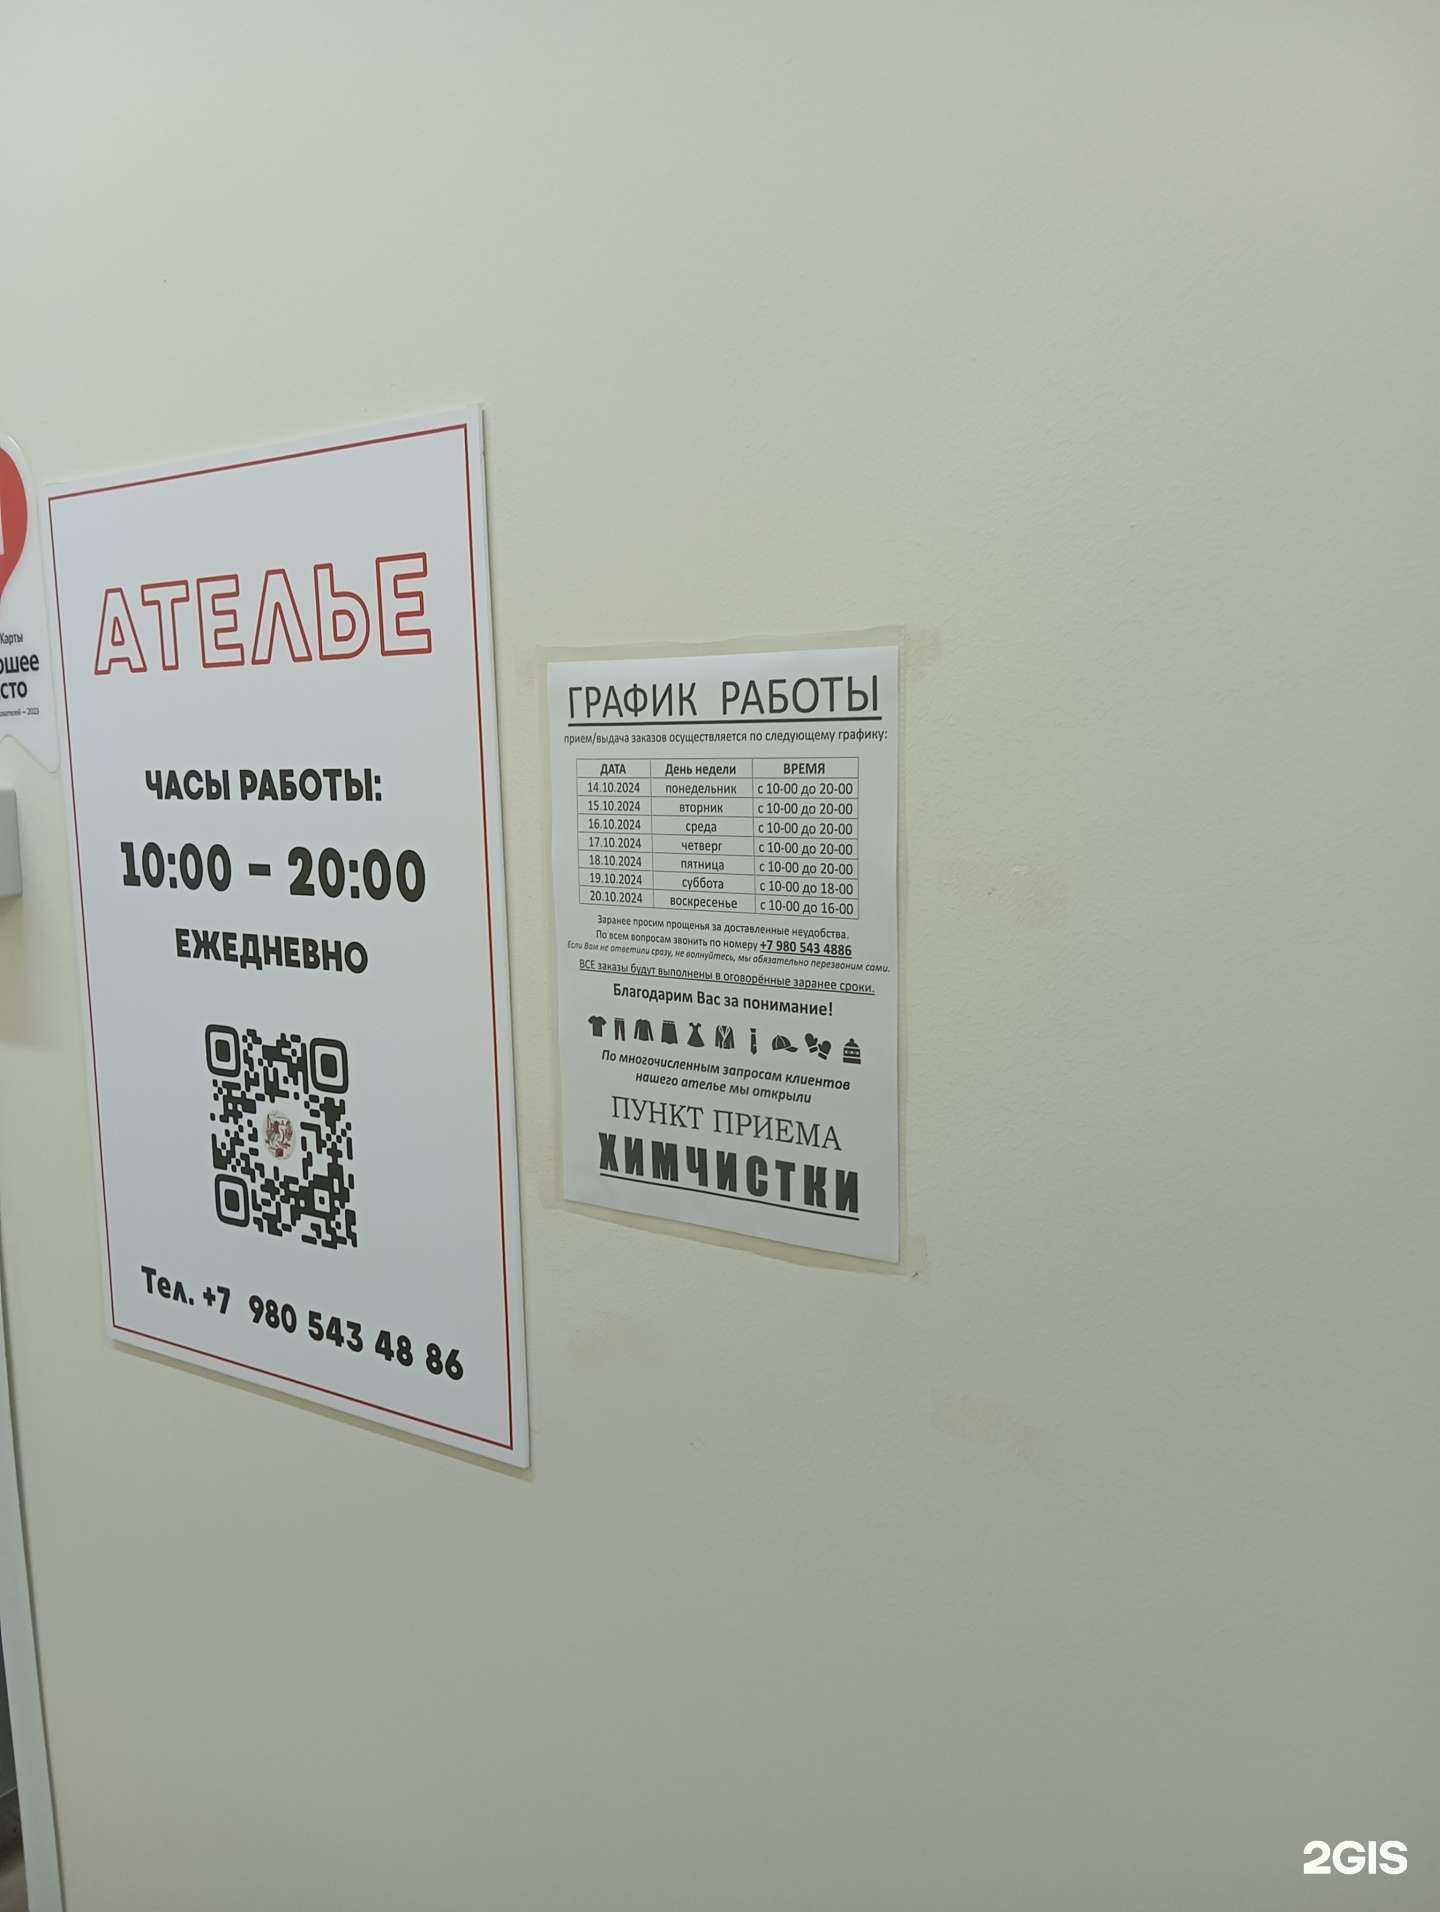 Карты
сто
АТЕЛЬЕ
ЧАСЫ РАБОТЫ:
10:00 - 20:00
ЕЖЕДНЕВНО
Тел. +7 980 543 48 86
ГРАФИК РАБОТЫ
прием/выдача заказов осуществляется по следующему графику:
ДАТА День недели ВРЕМЯ
14.10.2024 понедельник с 10-00 до 20-00
15.10.2024 вторник с 10-00 до 20-00
16.10.2024 среда с 10-00 до 20-00
17.10.2024 четверг с 10-00 до 20-00
18.10.2024 пятница с 10-00 до 20-00
19.10.2024 суббота с 10-00 до 18-00
20.10.2024 воскресенье с 10-00 до 16-00
Заранее просим прощенья за доставленные неудобства.
По всем вопросам звонить по номеру +7 980 543 4886
Если Вам не ответили сразу, не волнуйтесь, мы обязательно перезвоним сами.
ВСЕ заказы будут выполнены в оговорённые заранее сроки.
Благодарим Вас за понимание!
По многочисленным запросам клиентов
нашего ателье мы открыли
ПУНКТ ПРИЕМА
ХИМЧИСТКИ
2GIS